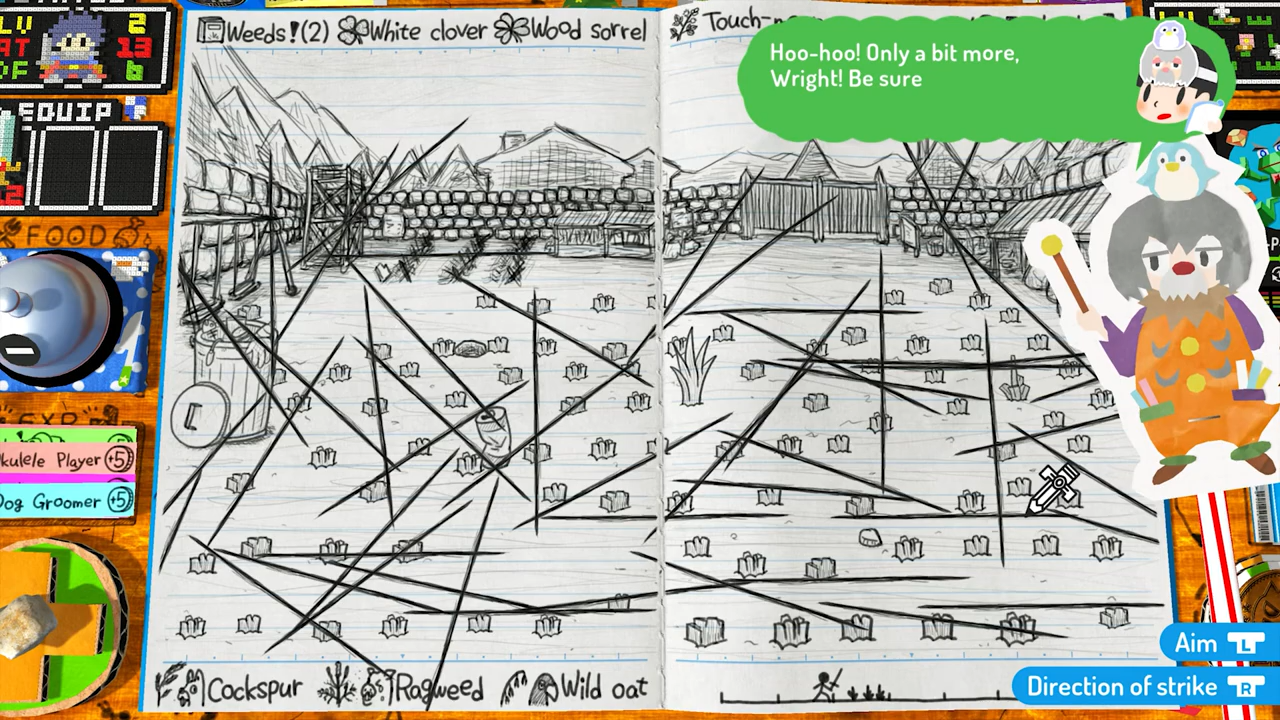 LV 2
AT 13
DF 6
EQUIP
12
FOOD
EXP
Ukulele Player +5
Dog Groomer +5
Weeds!(2) White clover Wood sorrel
Touch-n
Hoo-hoo! Only a bit more,
Wright! Be sure
Cockspur Ragweed Wild oat
Aim L
Direction of strike R